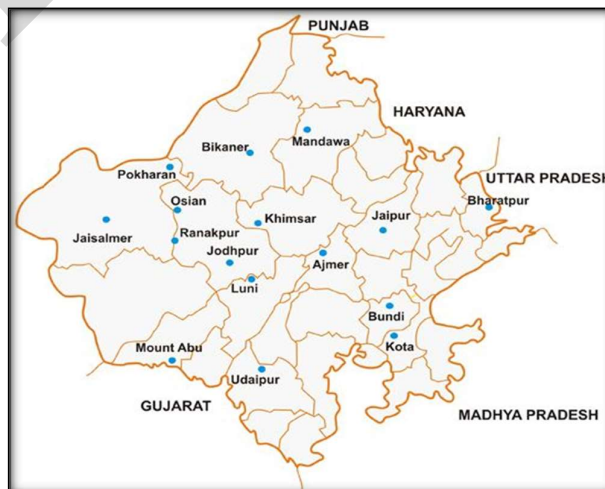 PUNJAB
HARYANA
Mandawa
Bikaner
Pokharan
UTTAR PRADESH
Osian
Bharatpur
Khimsar
Jaipur
Jaisalmer
Ranakpur
Jodhpur
Ajmer
Luni
Bundi
Mount Abu
Kota
Udaipur
GUJARAT
MADHYA PRADESH